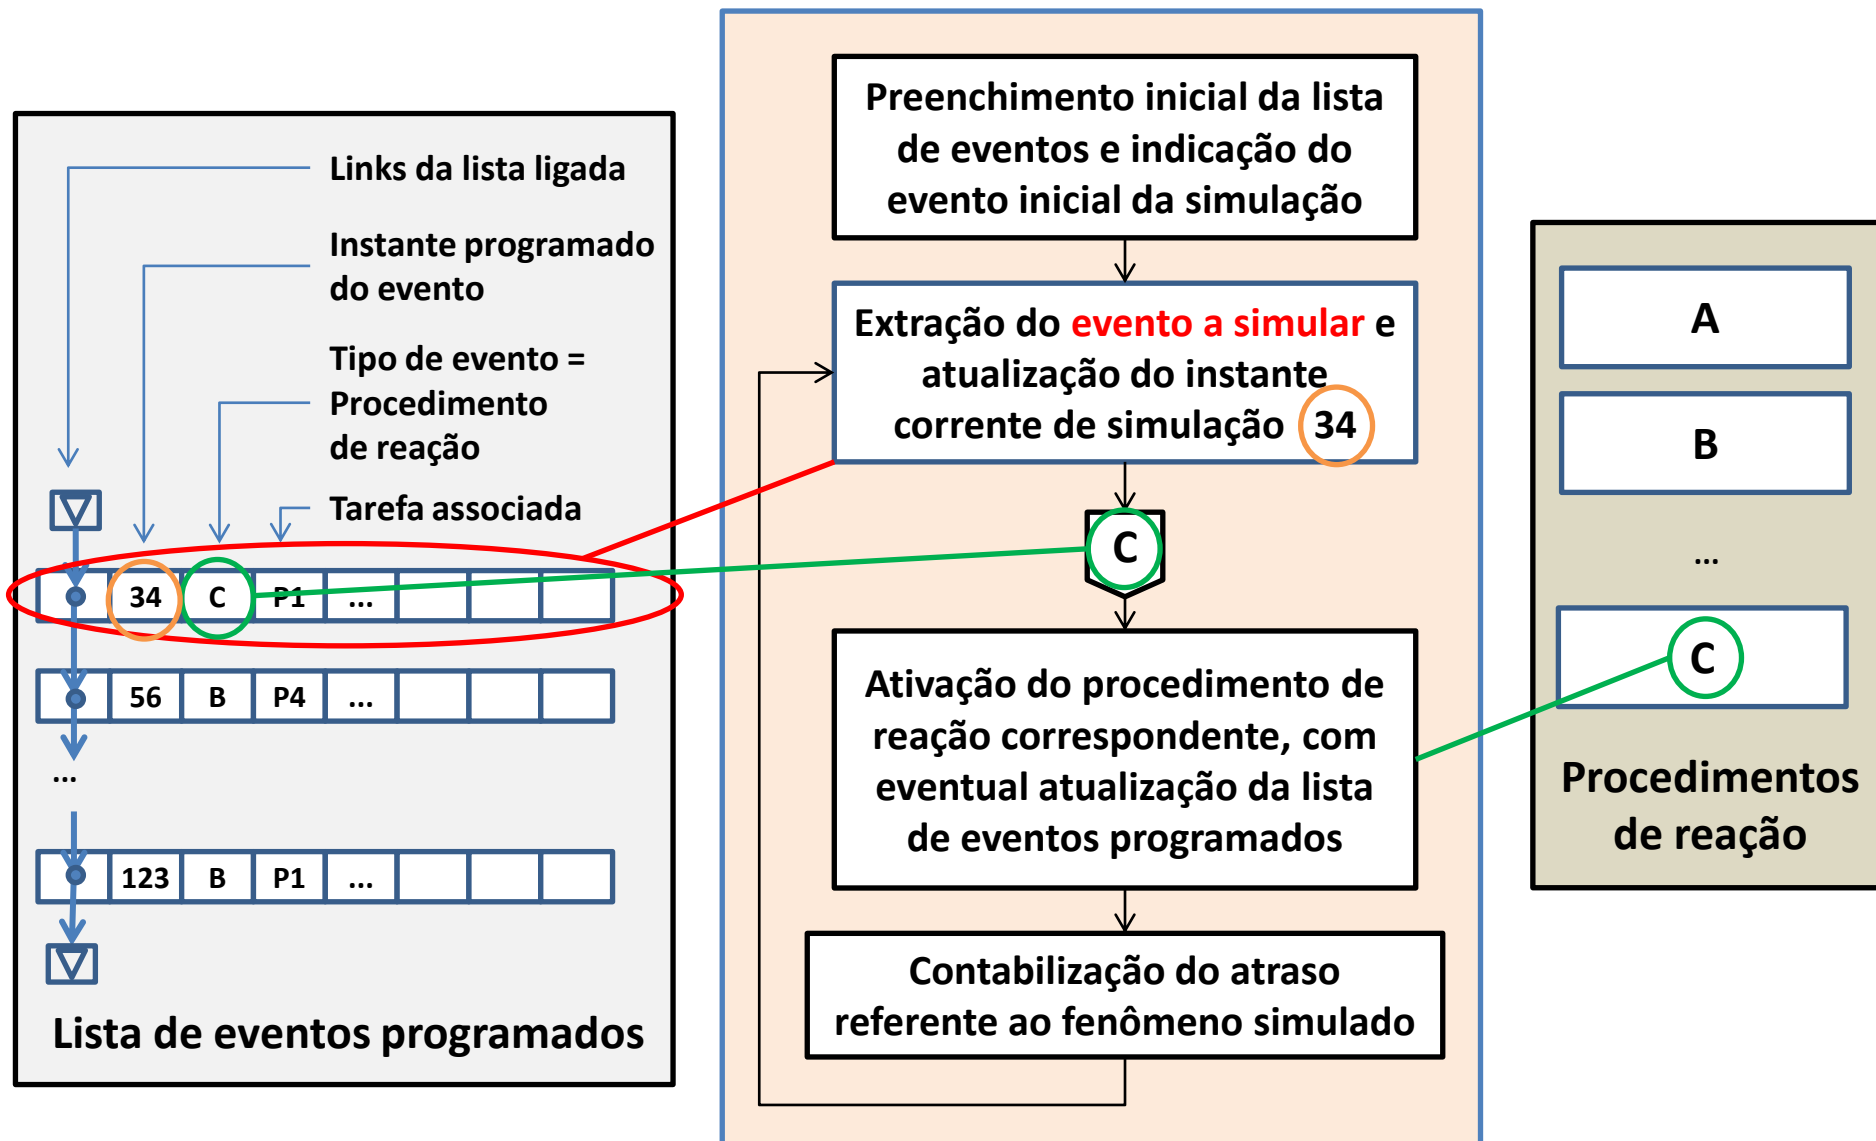 Links da lista ligada
Instante programado
do evento
Tipo de evento =
Procedimento
de reação
Tarefa associada
34 C P1 ...
56 B P4 ...
...
123 B P1 ...
Lista de eventos programados
Preenchimento inicial da lista
de eventos e indicação do
evento inicial da simulação
Extração do evento a simular e
atualização do instante
corrente de simulação 34
C
Ativação do procedimento de
reação correspondente, com
eventual atualização da lista
de eventos programados
Contabilização do atraso
referente ao fenômeno simulado
A
B
...
C
Procedimentos
de reação